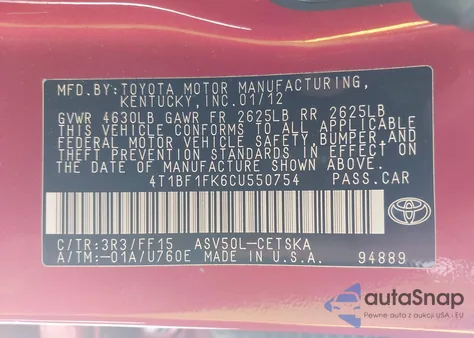 MFD.BY:TOYOTA MOTOR MANUFACTURING,
KENTUCKY,INC.01/12
GVWR 4630LB GAWR FR 2625LB RR 2625LB
THIS VEHICLE CONFORMS TO ALL APPLICABLE
FEDERAL MOTOR VEHICLE SAFETY, BUMPER AND
THEFT PREVENTION STANDARDS IN EFFECT ON
THE DATE OF MANUFACTURE SHOWN ABOVE.
4T1BF1FK6CU550754 PASS.CAR
C/TR:3R3/FF15 ASV50L-CETSKA
A/TM:-01A/U760E MADE IN U.S.A. 94889
autoSnap
Auta z aukcji USA - EU